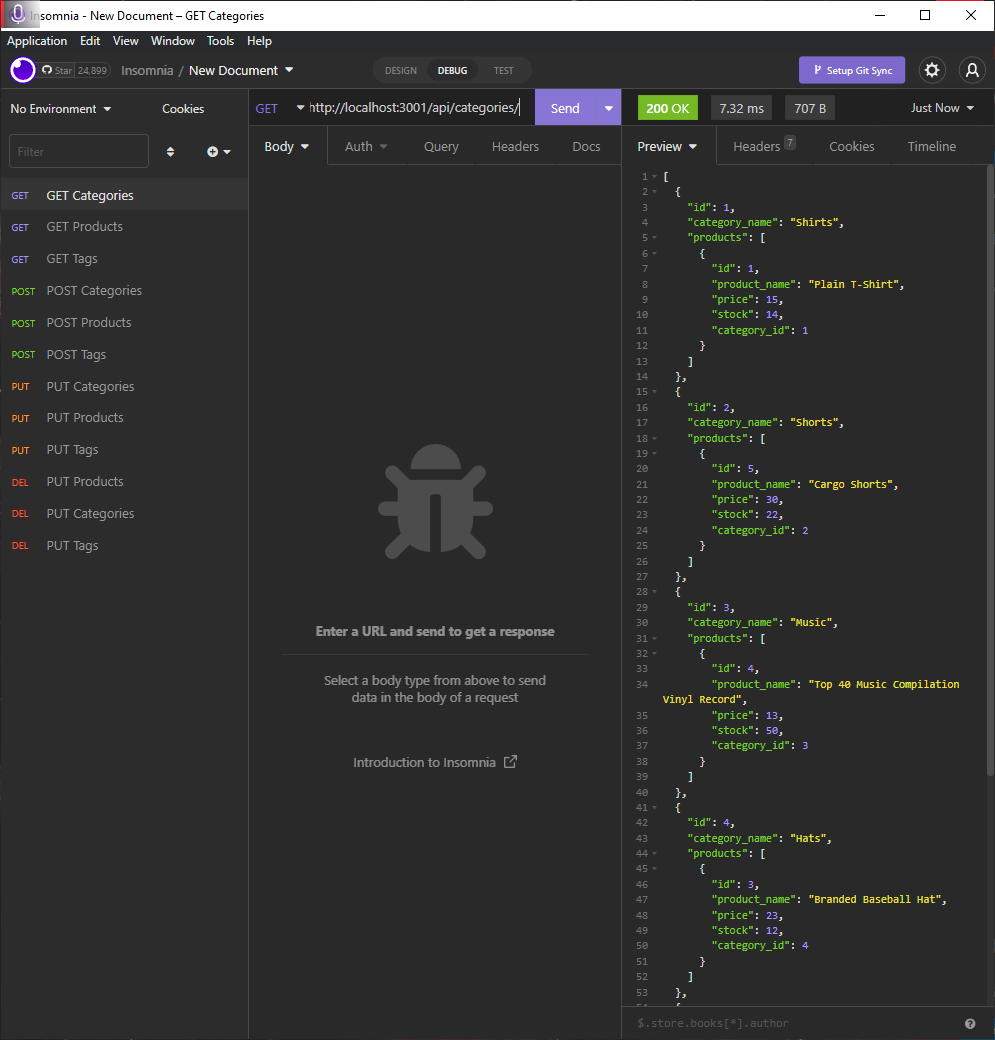 Insomnia - New Document – GET Categories
Application Edit View Window Tools Help
Star 24,899 Insomnia / New Document DESIGN DEBUG TEST Setup Git Sync
No Environment Cookies
Filter
GET GET Categories
GET GET Products
GET GET Tags
POST POST Categories
POST POST Products
POST POST Tags
PUT PUT Categories
PUT PUT Products
PUT PUT Tags
DEL PUT Products
DEL PUT Categories
DEL PUT Tags
GET http://localhost:3001/api/categories/ Send
Body Auth Query Headers Docs
Enter a URL and send to get a response
Select a body type from above to send
data in the body of a request
Introduction to Insomnia
200 OK 7.32 ms 707 B Just Now
Preview Headers 7 Cookies Timeline
1 [
2 {
3 "id": 1,
4 "category_name": "Shirts",
5 "products": [
6 {
7 "id": 1,
8 "product_name": "Plain T-Shirt",
9 "price": 15,
10 "stock": 14,
11 "category_id": 1
12 }
13 ]
14 },
15 {
16 "id": 2,
17 "category_name": "Shorts",
18 "products": [
19 {
20 "id": 5,
21 "product_name": "Cargo Shorts",
22 "price": 30,
23 "stock": 22,
24 "category_id": 2
25 }
26 ]
27 },
28 {
29 "id": 3,
30 "category_name": "Music",
31 "products": [
32 {
33 "id": 4,
34 "product_name": "Top 40 Music Compilation
Vinyl Record",
35 "price": 13,
36 "stock": 50,
37 "category_id": 3
38 }
39 ]
40 },
41 {
42 "id": 4,
43 "category_name": "Hats",
44 "products": [
45 {
46 "id": 3,
47 "product_name": "Branded Baseball Hat",
48 "price": 23,
49 "stock": 12,
50 "category_id": 4
51 }
52 ]
53 },
$.store.books[*].author